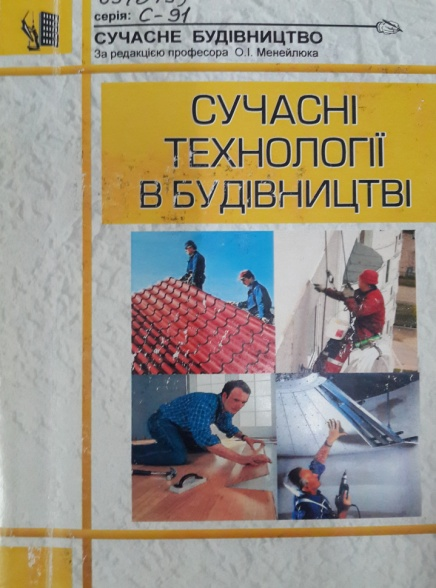 серія: С-91
СУЧАСНЕ БУДІВНИЦТВО
За редакцією професора О.І. Менейлюка
СУЧАСНІ
ТЕХНОЛОГІЇ
В БУДІВНИЦТВІ